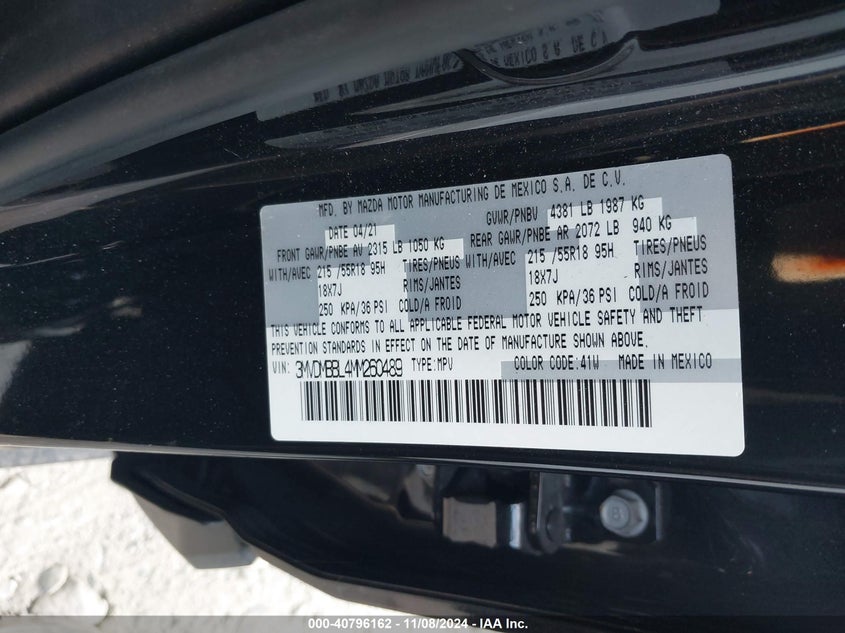 MFD. BY MAZDA MOTOR MANUFACTURING DE MEXICO S.A. DE C.V.
DATE 04/21 GVWR/PNBV 4381 LB 1987 KG
FRONT GAWR/PNBE AV 2315 LB 1050 KG REAR GAWR/PNBE AR 2072 LB 940 KG
WITH/AVEC 215 /55R18 95H TIRES/PNEUS WITH/AVEC 215 /55R18 95H TIRES/PNEUS
18X7J RIMS/JANTES 18X7J RIMS/JANTES
250 KPA/36 PSI COLD/A FROID 250 KPA/36 PSI COLD/A FROID
THIS VEHICLE CONFORMS TO ALL APPLICABLE FEDERAL MOTOR VEHICLE SAFETY AND THEFT
PREVENTION STANDARDS IN EFFECT ON THE DATE OF MANUFACTURE SHOWN ABOVE.
VIN: 3MVDMBBL4MM260489 TYPE:MPV COLOR CODE:41W MADE IN MEXICO
8
000-40796162 - 11/08/2024 - IAA Inc.